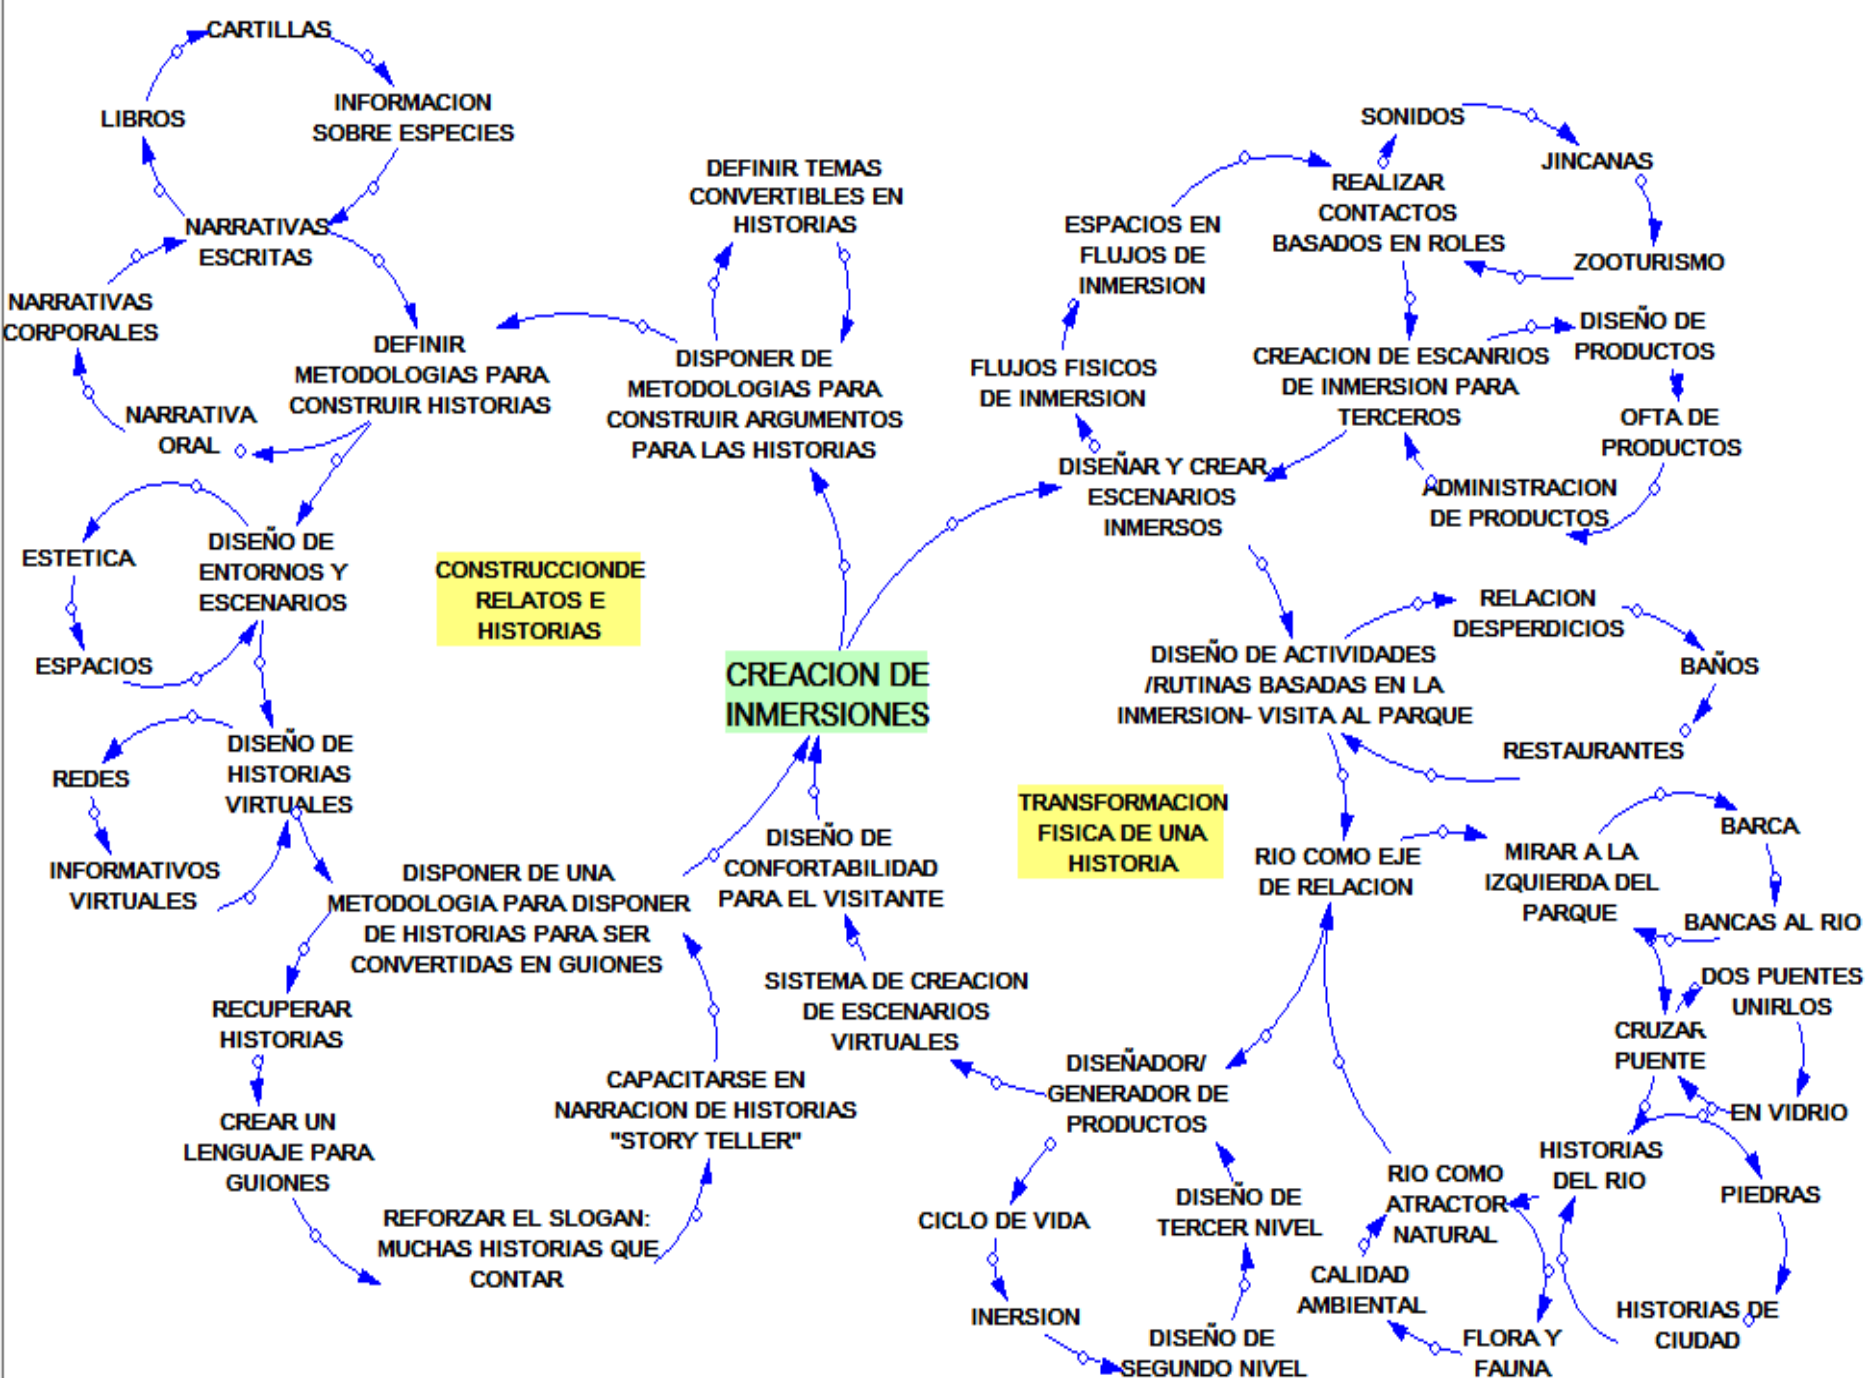 CARTILLAS
LIBROS
INFORMACION
SOBRE ESPECIES
NARRATIVAS
ESCRITAS
NARRATIVAS
CORPORALES
NARRATIVA
ORAL
DEFINIR
METODOLOGIAS PARA
CONSTRUIR HISTORIAS
DEFINIR TEMAS
CONVERTIBLES EN
HISTORIAS
DISPONER DE
METODOLOGIAS PARA
CONSTRUIR ARGUMENTOS
PARA LAS HISTORIAS
ESTETICA
ESPACIOS
DISEÑO DE
ENTORNOS Y
ESCENARIOS
CONSTRUCCIONDE
RELATOS E
HISTORIAS
REDES
INFORMATIVOS
VIRTUALES
DISEÑO DE
HISTORIAS
VIRTUALES
DISPONER DE UNA
METODOLOGIA PARA DISPONER
DE HISTORIAS PARA SER
CONVERTIDAS EN GUIONES
RECUPERAR
HISTORIAS
CREAR UN
LENGUAJE PARA
GUIONES
REFORZAR EL SLOGAN:
MUCHAS HISTORIAS QUE
CONTAR
CAPACITARSE EN
NARRACION DE HISTORIAS
"STORY TELLER"
CREACION DE
INMERSIONES
DISEÑO DE
CONFORTABILIDAD
PARA EL VISITANTE
SISTEMA DE CREACION
DE ESCENARIOS
VIRTUALES
SONIDOS
JINCANAS
ZOOTURISMO
REALIZAR
CONTACTOS
BASADOS EN ROLES
ESPACIOS EN
FLUJOS DE
INMERSION
FLUJOS FISICOS
DE INMERSION
CREACION DE ESCANRIOS
DE INMERSION PARA
TERCEROS
DISEÑO DE
PRODUCTOS
OFTA DE
PRODUCTOS
ADMINISTRACION
DE PRODUCTOS
DISEÑAR Y CREAR
ESCENARIOS
INMERSOS
DISEÑO DE ACTIVIDADES
/RUTINAS BASADAS EN LA
INMERSION- VISITA AL PARQUE
RELACION
DESPERDICIOS
BAÑOS
RESTAURANTES
TRANSFORMACION
FISICA DE UNA
HISTORIA
RIO COMO EJE
DE RELACION
MIRAR A LA
IZQUIERDA DEL
PARQUE
BARCA
BANCAS AL RIO
DOS PUENTES
UNIRLOS
CRUZAR
PUENTE
EN VIDRIO
HISTORIAS
DEL RIO
PIEDRAS
HISTORIAS DE
CIUDAD
RIO COMO
ATRACTOR
NATURAL
CALIDAD
AMBIENTAL
FLORA Y
FAUNA
DISEÑADOR/
GENERADOR DE
PRODUCTOS
CICLO DE VIDA
INERSION
DISEÑO DE
SEGUNDO NIVEL
DISEÑO DE
TERCER NIVEL